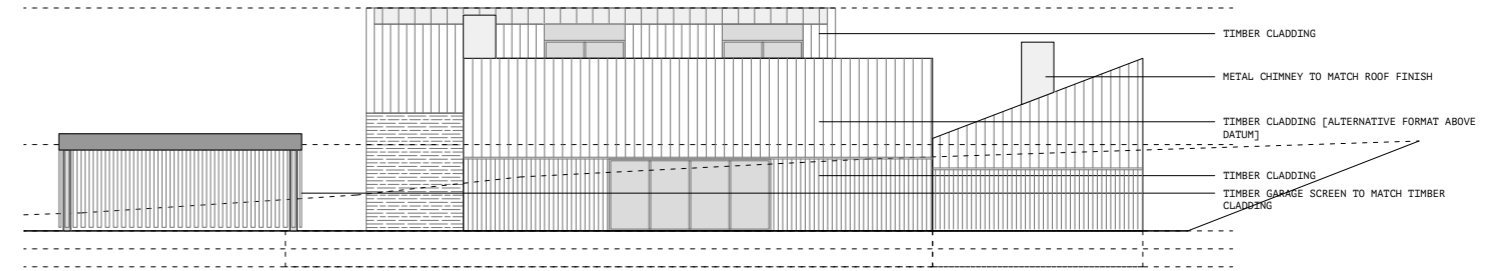 TIMBER CLADDING
METAL CHIMNEY TO MATCH ROOF FINISH
TIMBER CLADDING [ALTERNATIVE FORMAT ABOVE
DATUM]
TIMBER CLADDING
TIMBER GARAGE SCREEN TO MATCH TIMBER
CLADDING